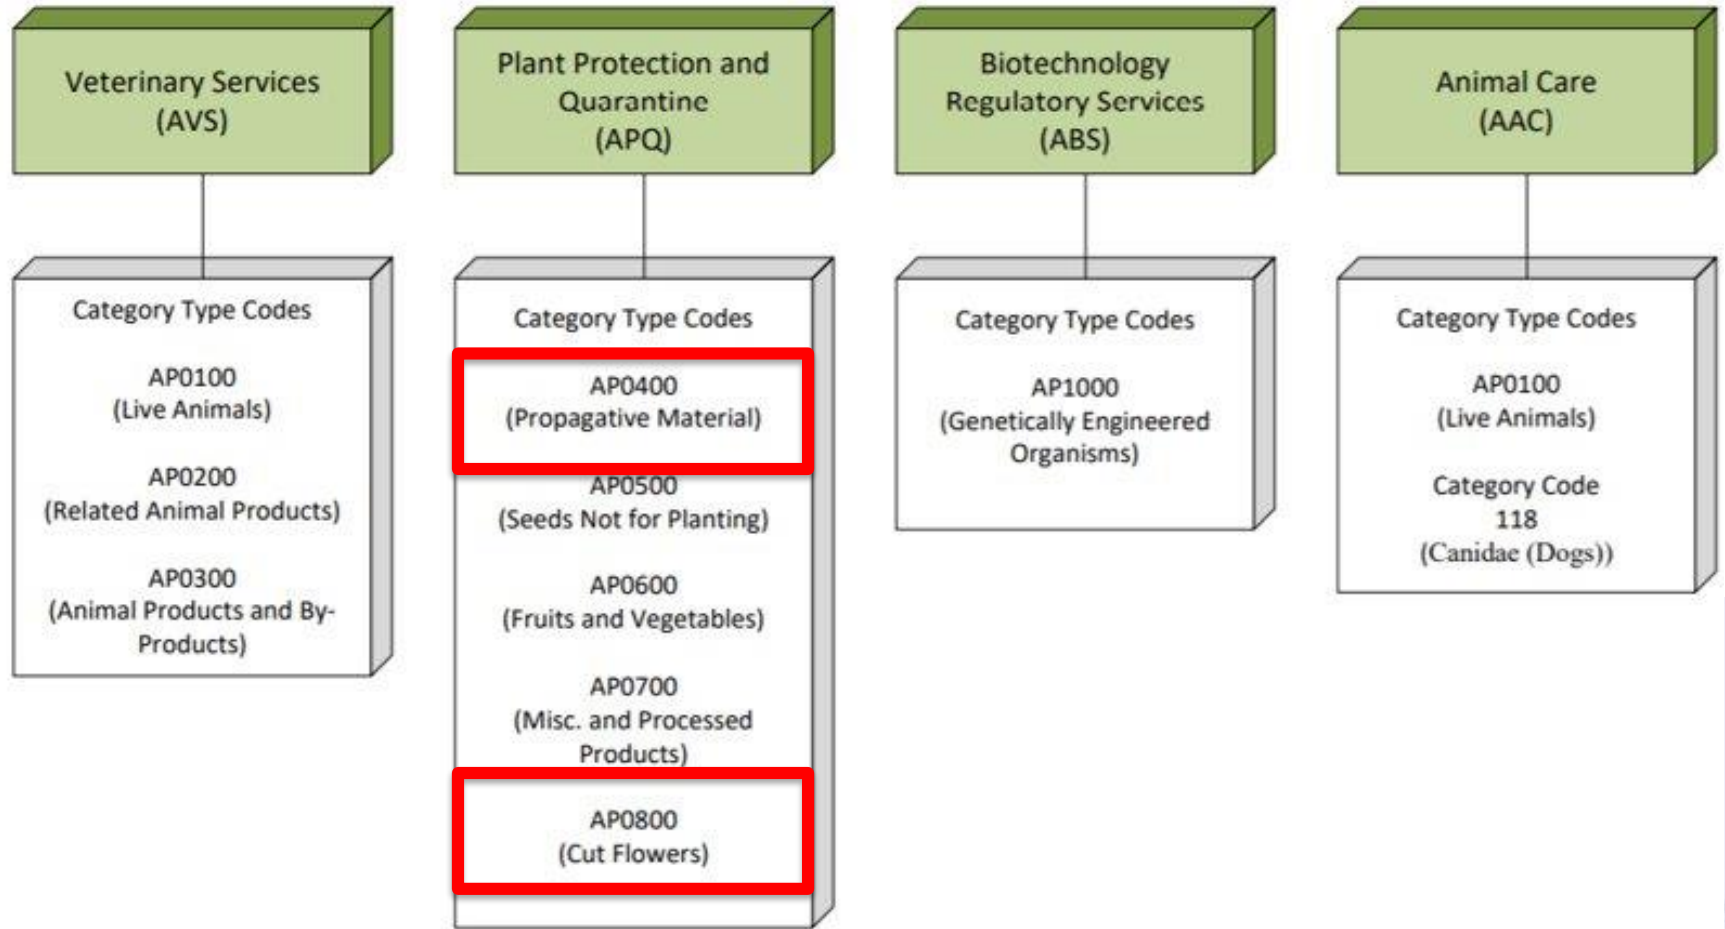 Veterinary Services
(AVS)
Category Type Codes
AP0100
(Live Animals)
AP0200
(Related Animal Products)
AP0300
(Animal Products and By-
Products)
Plant Protection and
Quarantine
(APQ)
Category Type Codes
AP0400
(Propagative Material)
AP0500
(Seeds Not for Planting)
AP0600
(Fruits and Vegetables)
AP0700
(Misc. and Processed
Products)
AP0800
(Cut Flowers)
Biotechnology
Regulatory Services
(ABS)
Category Type Codes
AP1000
(Genetically Engineered
Organisms)
Animal Care
(AAC)
Category Type Codes
AP0100
(Live Animals)
Category Code
118
(Canidae (Dogs))